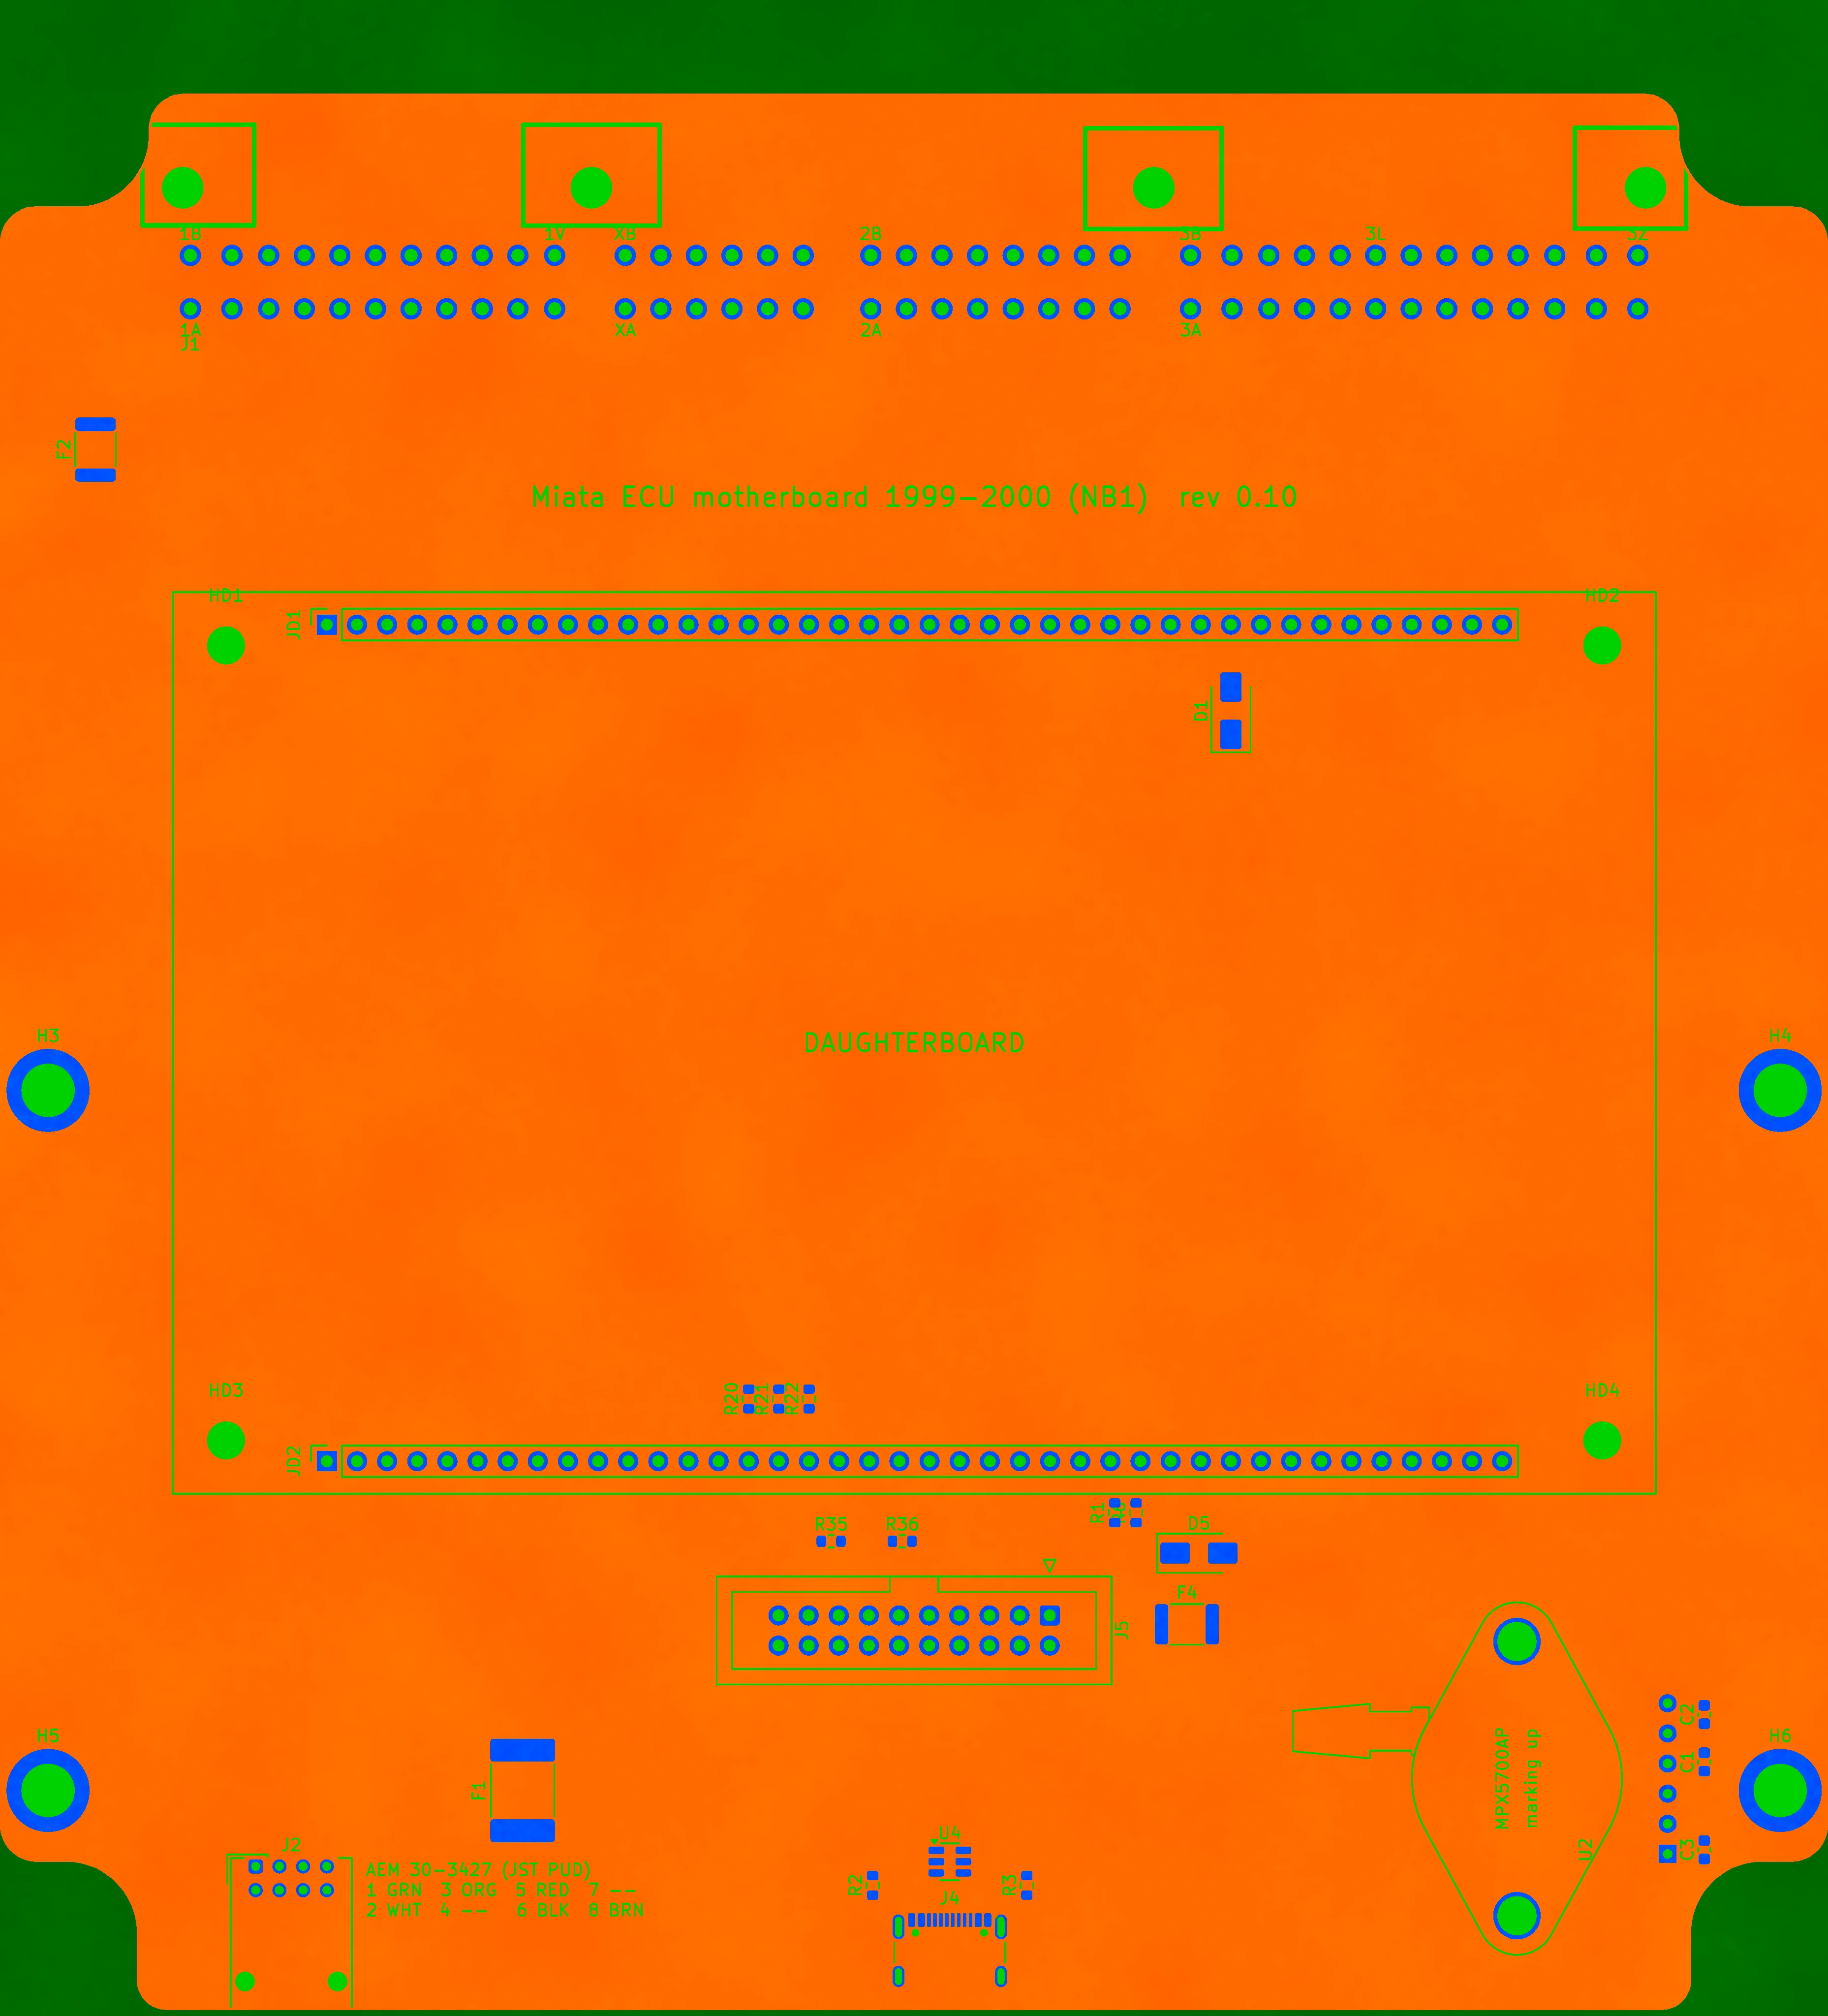 1B 1V XB 2B 3B 3L 3Z
1A XA 2A 3A
J1
F2
Miata ECU motherboard 1999-2000 (NB1) rev 0.10
HD1 HD2
JD1
D1
DAUGHTERBOARD
H3 H4
HD3 HD4
R20 R21 R22
JD2
R1
R35 R36 D5
F4
J5
H5 H6
C2
C1
MPX5700AP
marking up
F1
U4
J2
U2
C3
AEM 30-3427 (JST PUD)
1 GRN 3 ORG 5 RED 7 --
2 WHT 4 -- 6 BLK 8 BRN
R2 R3
J4